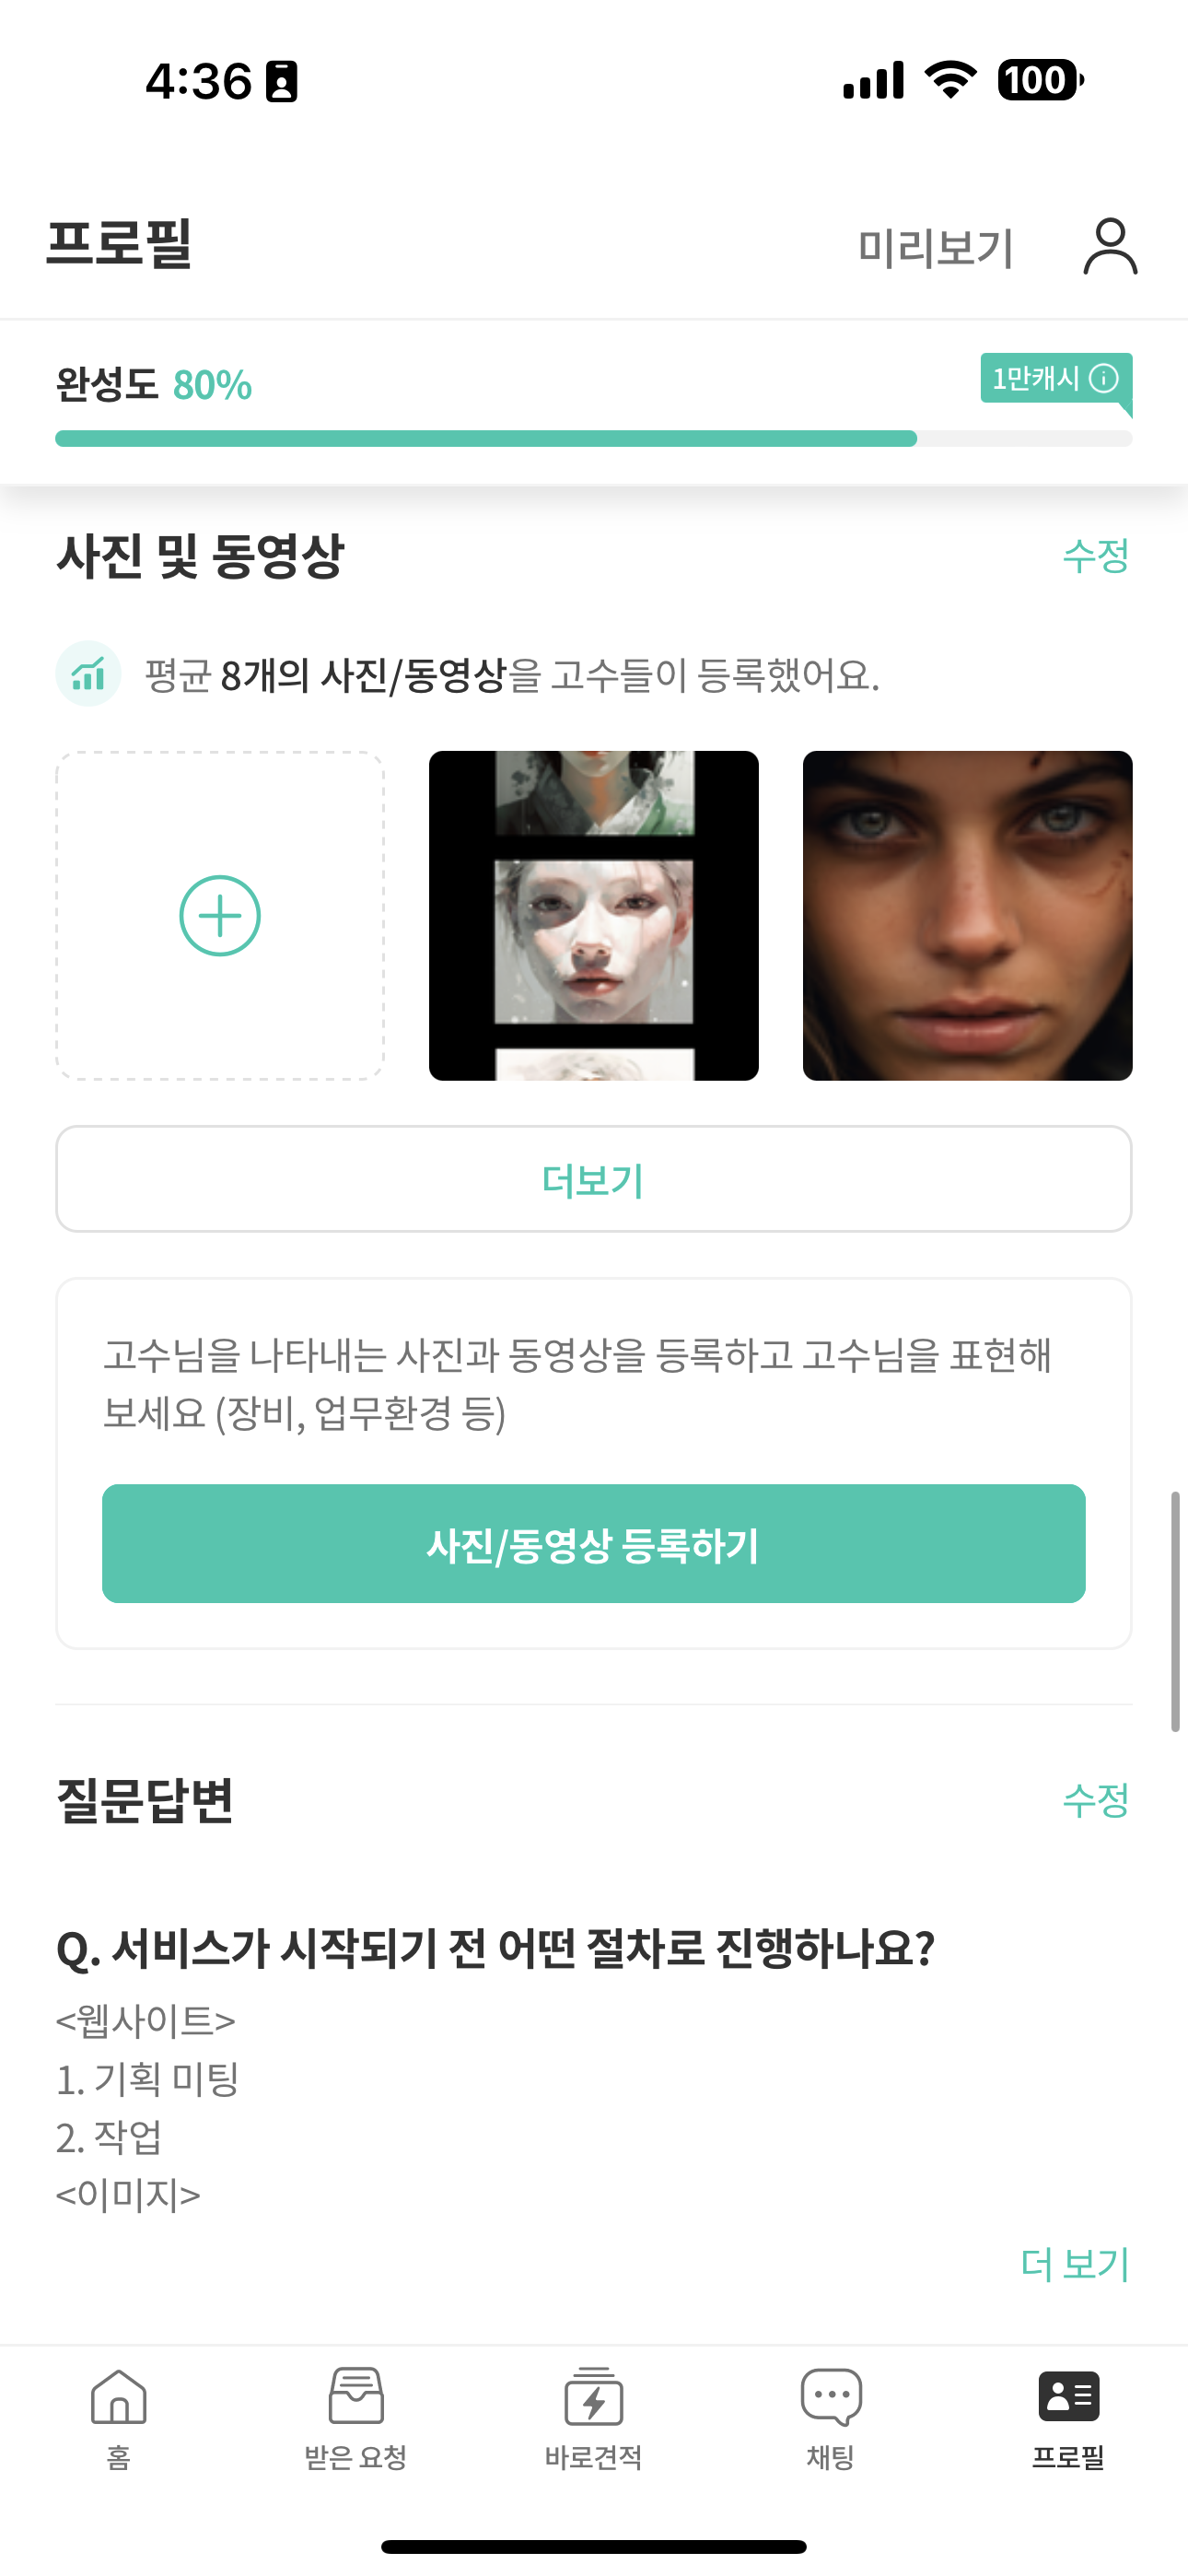 4:36
100
프로필
미리보기
완성도 80%
1만캐시
사진 및 동영상
수정
평균 8개의 사진/동영상을 고수들이 등록했어요.
더보기
고수님을 나타내는 사진과 동영상을 등록하고 고수님을 표현해
보세요 (장비, 업무환경 등)
사진/동영상 등록하기
질문답변
수정
Q. 서비스가 시작되기 전 어떤 절차로 진행하나요?
<웹사이트>
1. 기획 미팅
2. 작업
<이미지>
더 보기
홈
받은 요청
바로견적
채팅
프로필